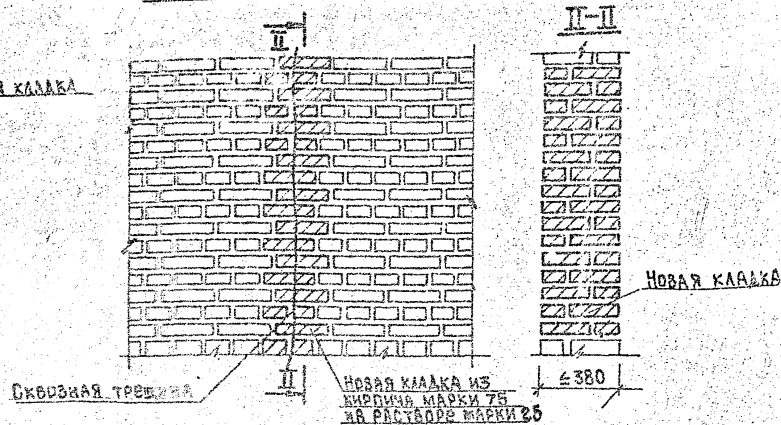 II
II-II
КЛАДКА
НОВАЯ КЛАДКА
СКВОЗНАЯ ТРЕЩИНА
II
НОВАЯ КЛАДКА ИЗ
КИРПИЧА МАРКИ 75
НА РАСТВОРЕ МАРКИ 25
≤380